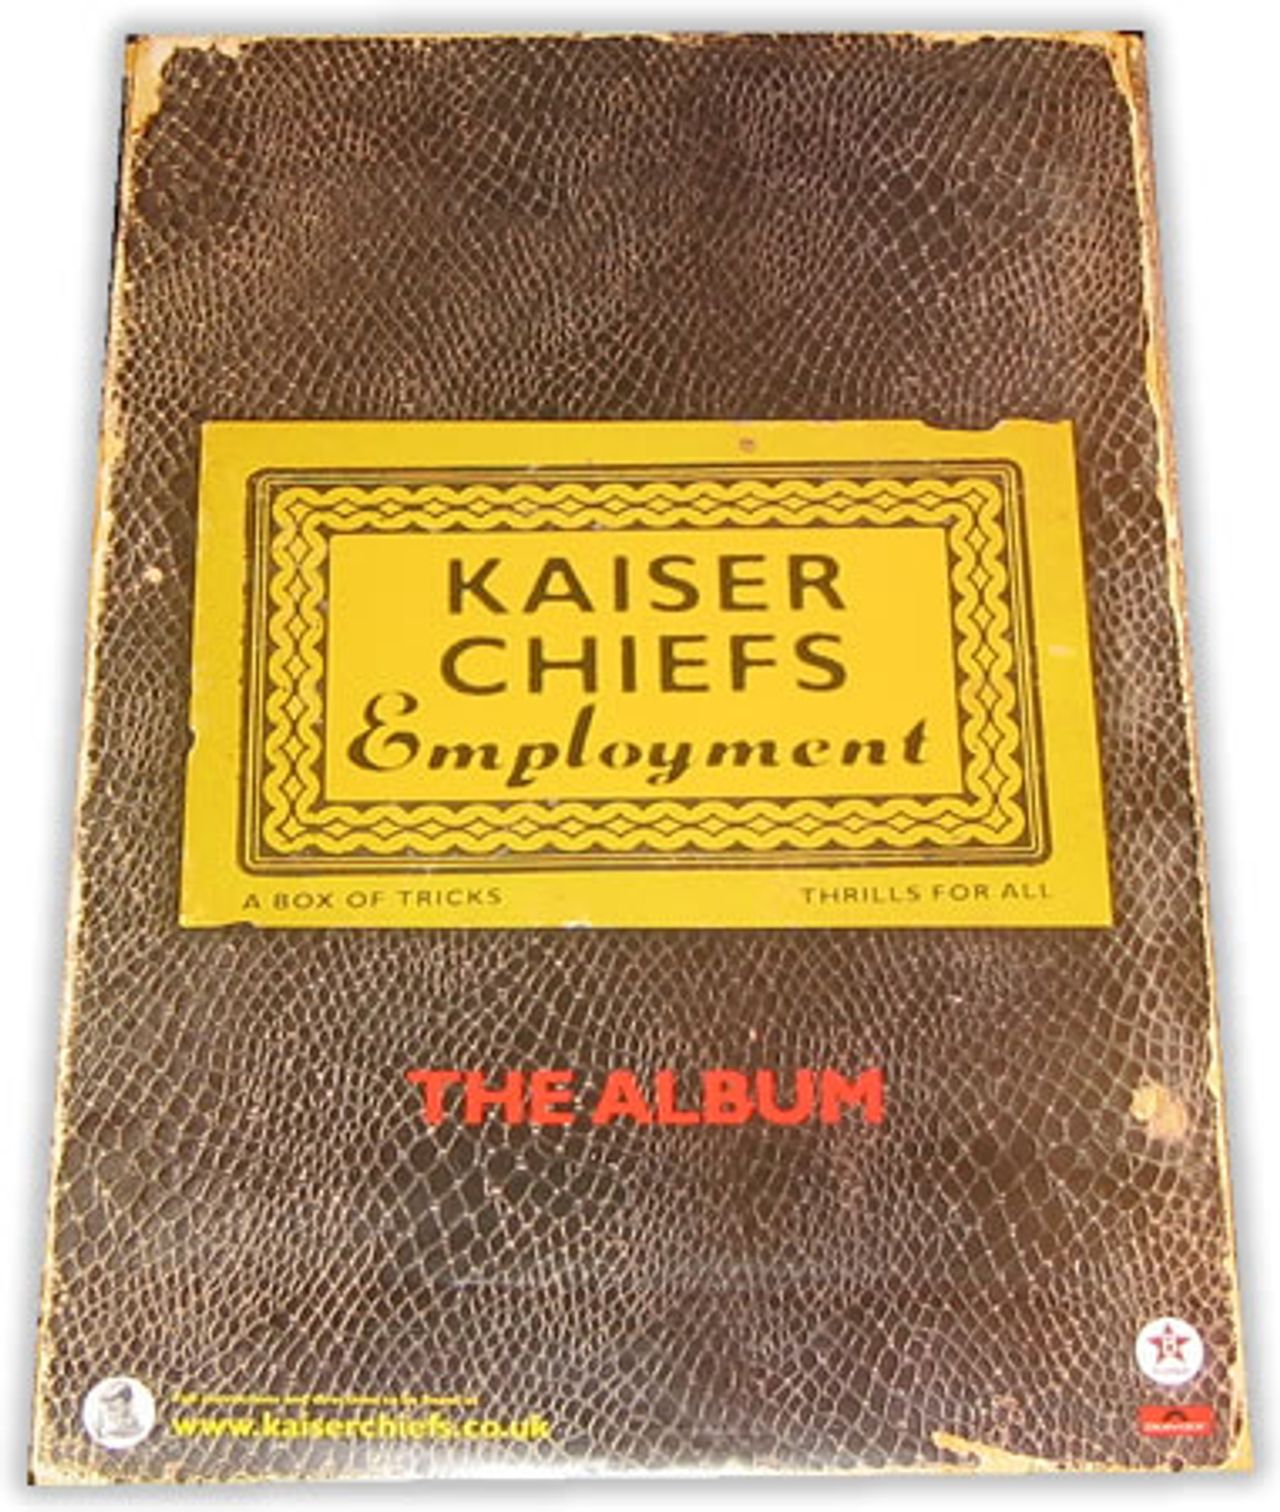 KAISER
CHIEFS
Employment
A BOX OF TRICKS THRILLS FOR ALL
THE ALBUM
www.kaiserchiefs.co.uk